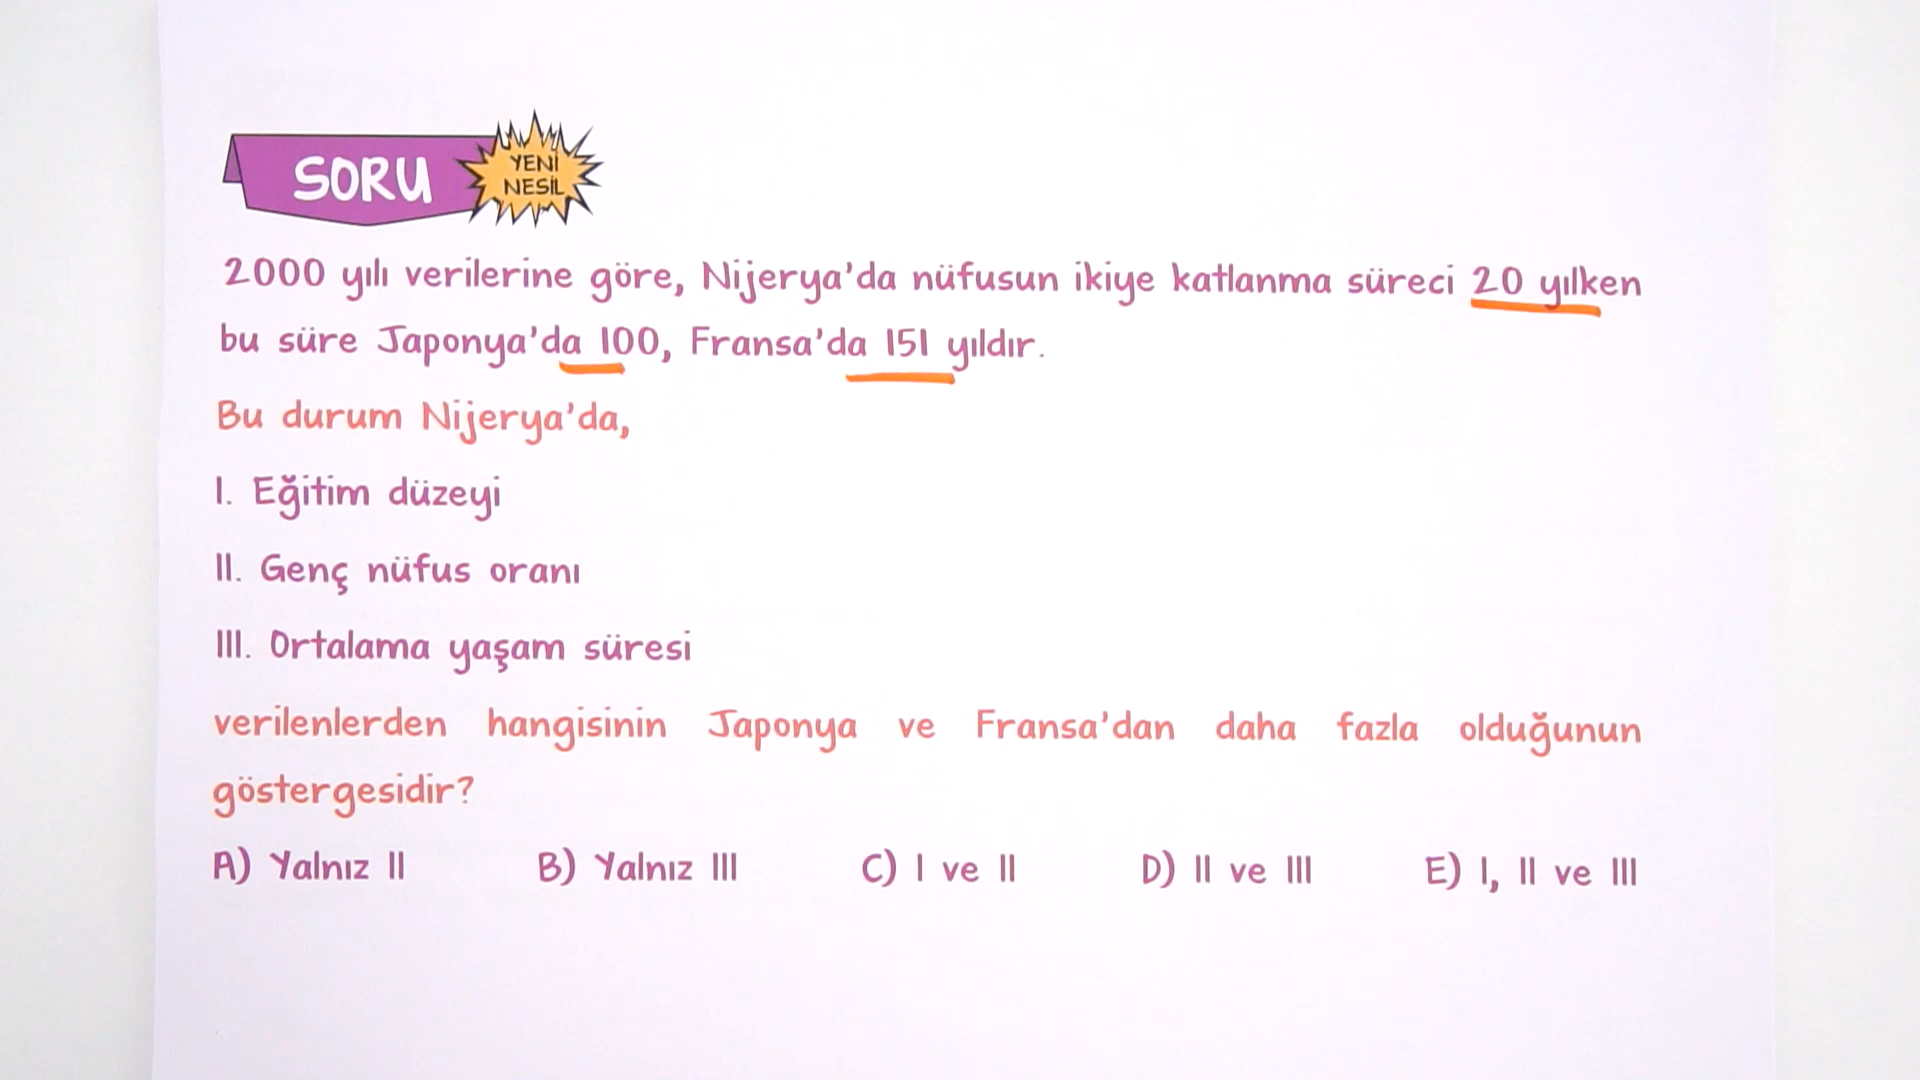 SORU
YENİ
NESİL
2000 yılı verilerine göre, Nijerya'da nüfusun ikiye katlanma süreci 20 yılken
bu süre Japonya'da 100, Fransa'da 151 yıldır.
Bu durum Nijerya'da,
I. Eğitim düzeyi
II. Genç nüfus oranı
III. Ortalama yaşam süresi
verilenlerden hangisinin Japonya ve Fransa'dan daha fazla olduğunun
göstergesidir?
A) Yalnız II B) Yalnız III C) I ve II D) II ve III E) I, II ve III